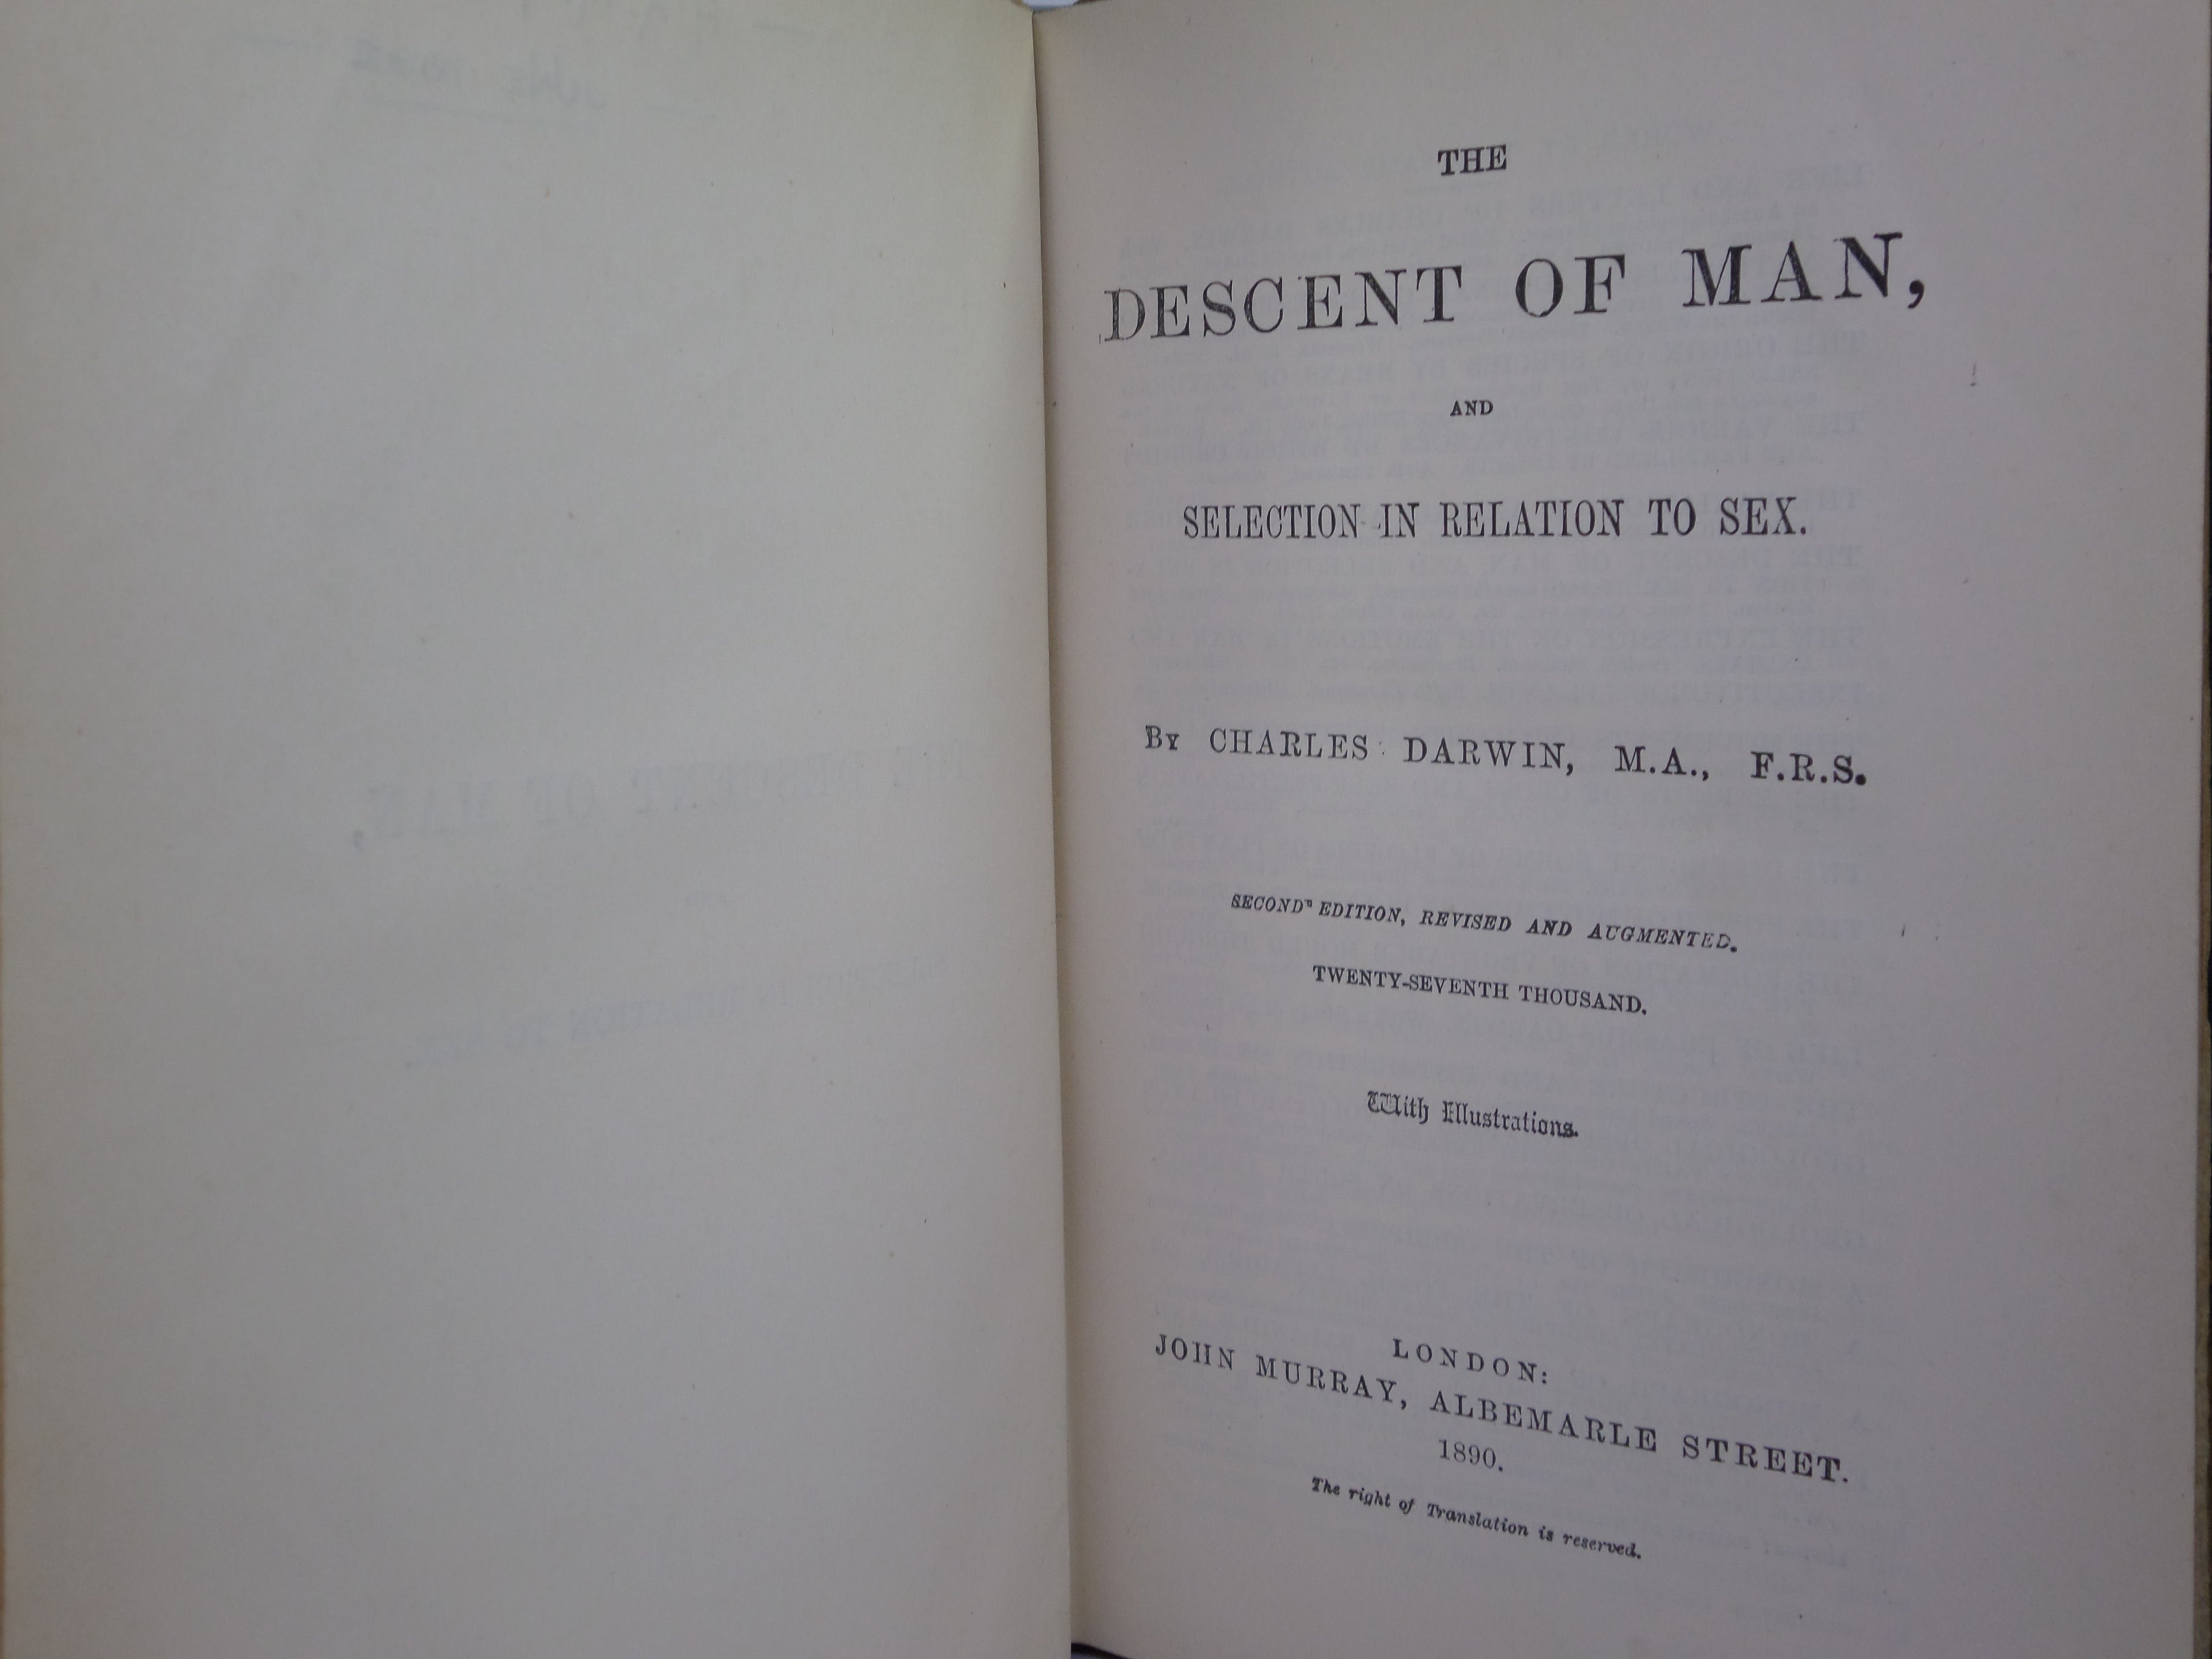 THE
DESCENT OF MAN,
AND
SELECTION IN RELATION TO SEX.
By CHARLES DARWIN, M.A., F.R.S.
SECOND EDITION, REVISED AND AUGMENTED.
TWENTY-SEVENTH THOUSAND.
With Illustrations.
LONDON:
JOHN MURRAY, ALBEMARLE STREET.
1890.
The right of Translation is reserved.